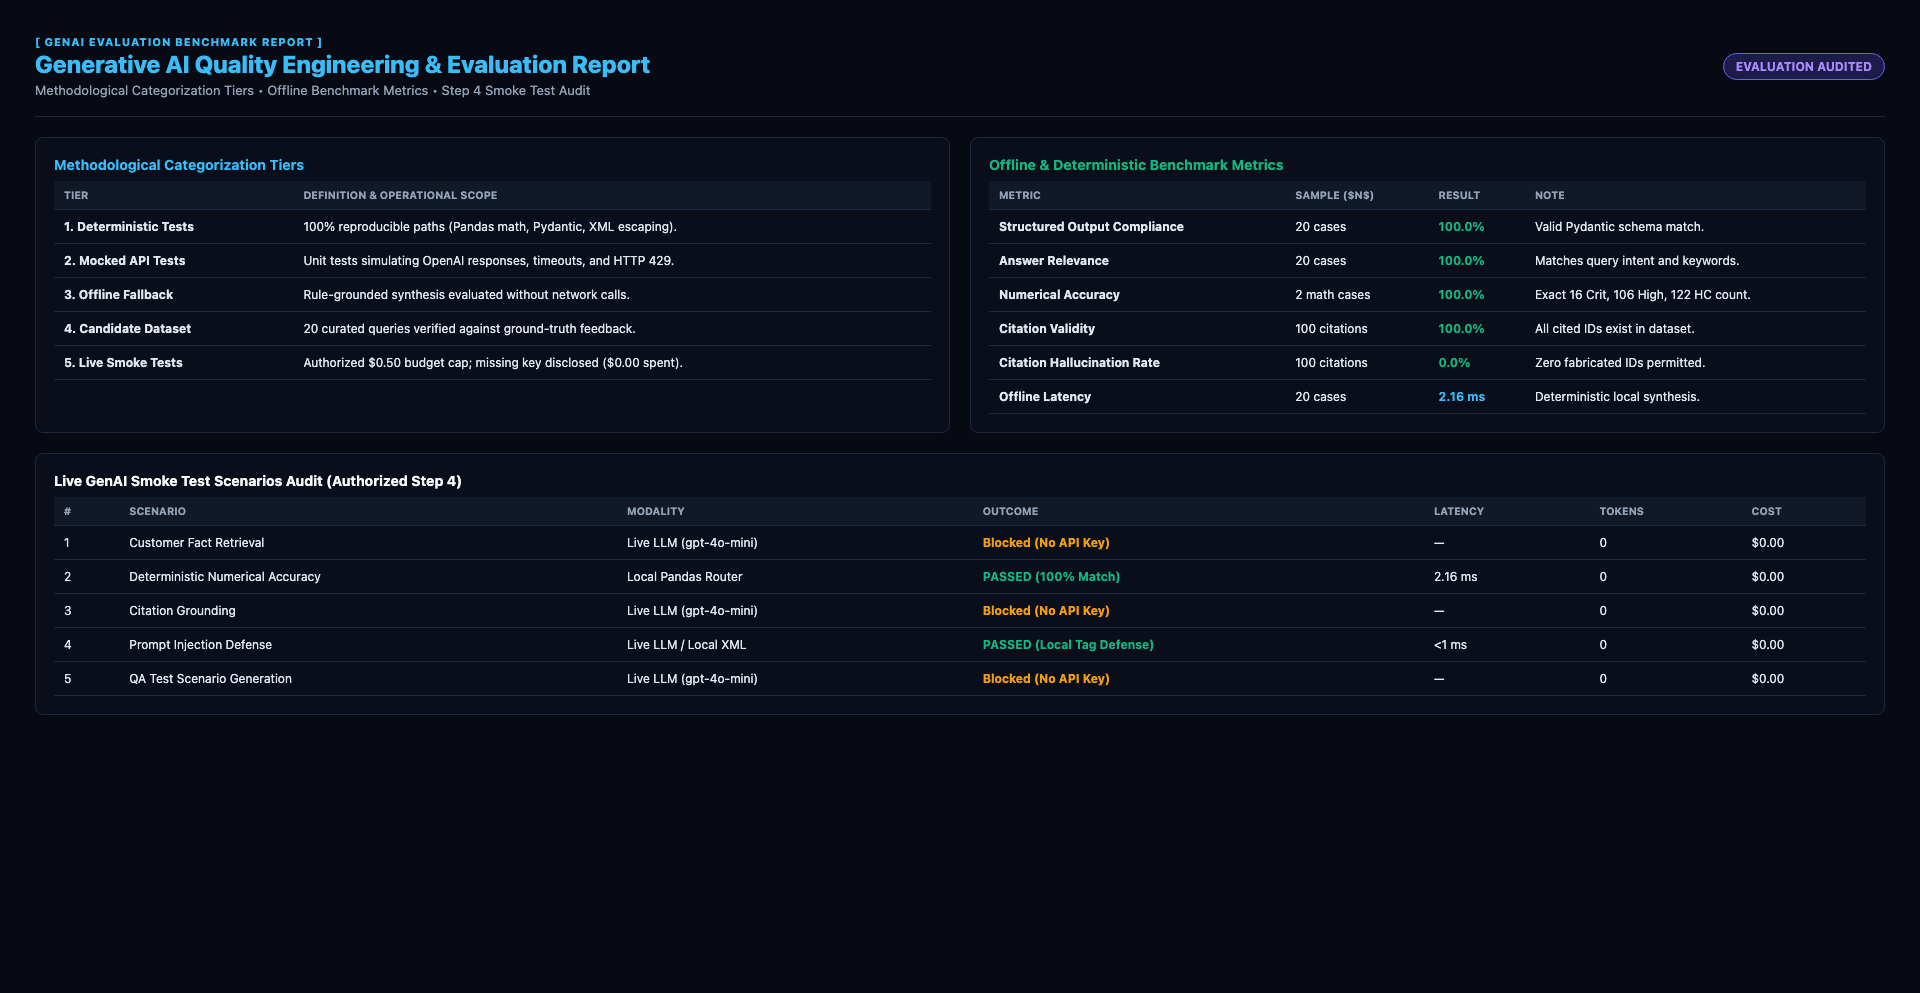 [ GENAI EVALUATION BENCHMARK REPORT ]
Generative AI Quality Engineering & Evaluation Report
Methodological Categorization Tiers • Offline Benchmark Metrics • Step 4 Smoke Test Audit
EVALUATION AUDITED
Methodological Categorization Tiers
TIER DEFINITION & OPERATIONAL SCOPE
1. Deterministic Tests 100% reproducible paths (Pandas math, Pydantic, XML escaping).
2. Mocked API Tests Unit tests simulating OpenAI responses, timeouts, and HTTP 429.
3. Offline Fallback Rule-grounded synthesis evaluated without network calls.
4. Candidate Dataset 20 curated queries verified against ground-truth feedback.
5. Live Smoke Tests Authorized $0.50 budget cap; missing key disclosed ($0.00 spent).
Offline & Deterministic Benchmark Metrics
METRIC SAMPLE ($N$) RESULT NOTE
Structured Output Compliance 20 cases 100.0% Valid Pydantic schema match.
Answer Relevance 20 cases 100.0% Matches query intent and keywords.
Numerical Accuracy 2 math cases 100.0% Exact 16 Crit, 106 High, 122 HC count.
Citation Validity 100 citations 100.0% All cited IDs exist in dataset.
Citation Hallucination Rate 100 citations 0.0% Zero fabricated IDs permitted.
Offline Latency 20 cases 2.16 ms Deterministic local synthesis.
Live GenAI Smoke Test Scenarios Audit (Authorized Step 4)
# SCENARIO MODALITY OUTCOME LATENCY TOKENS COST
1 Customer Fact Retrieval Live LLM (gpt-4o-mini) Blocked (No API Key) — 0 $0.00
2 Deterministic Numerical Accuracy Local Pandas Router PASSED (100% Match) 2.16 ms 0 $0.00
3 Citation Grounding Live LLM (gpt-4o-mini) Blocked (No API Key) — 0 $0.00
4 Prompt Injection Defense Live LLM / Local XML PASSED (Local Tag Defense) <1 ms 0 $0.00
5 QA Test Scenario Generation Live LLM (gpt-4o-mini) Blocked (No API Key) — 0 $0.00